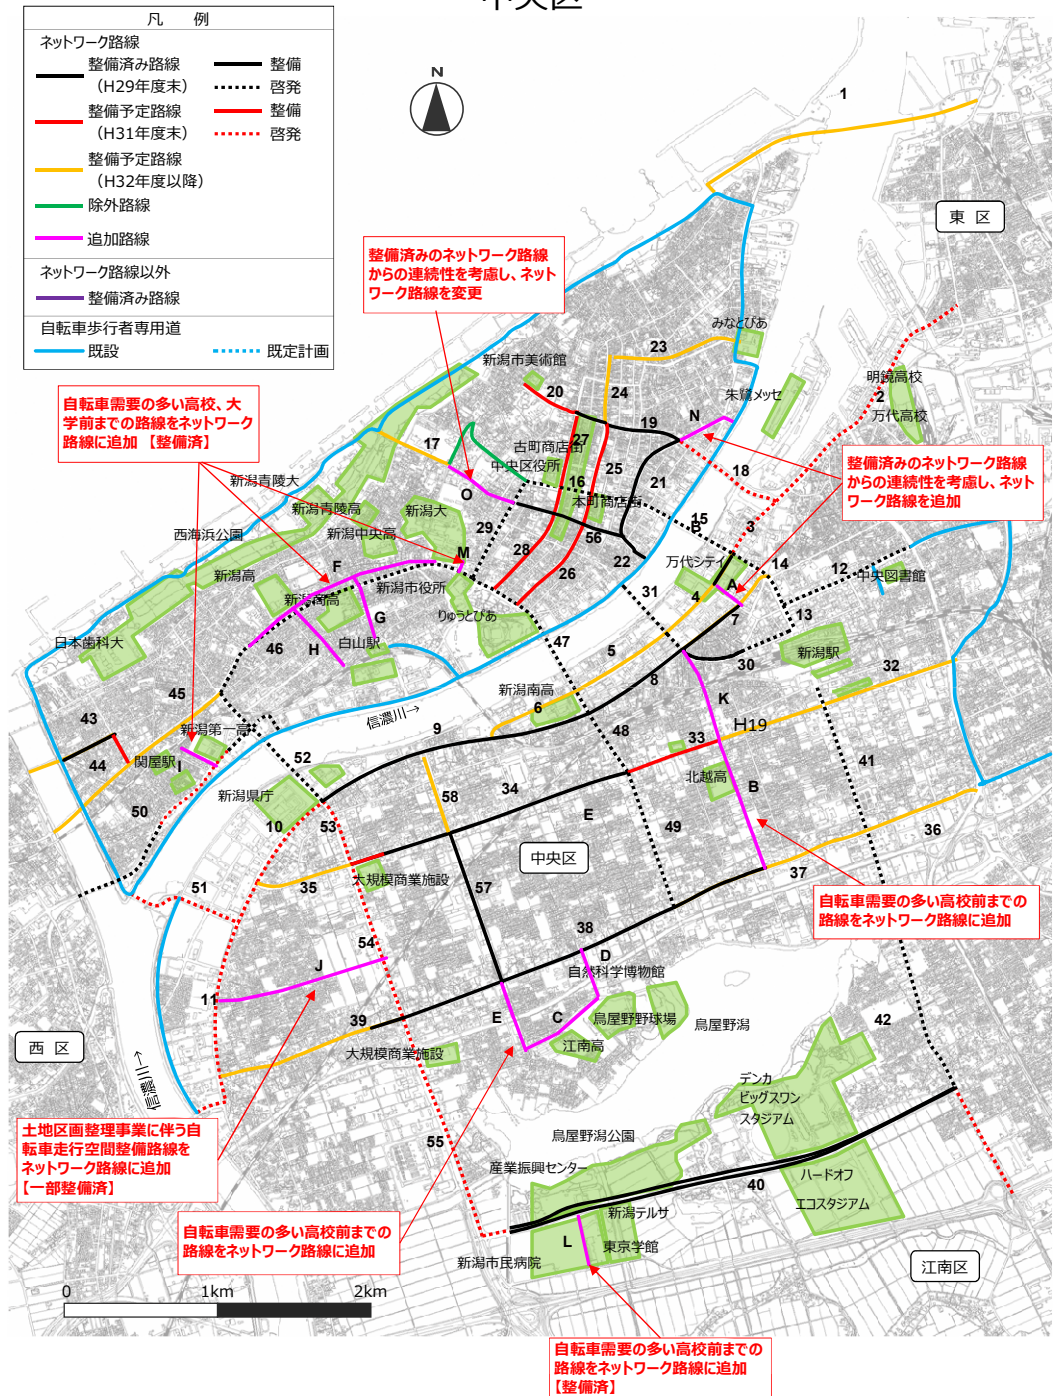 中央区
凡 例
ネットワーク路線
整備済み路線
（H29年度末）
整備
啓発
整備予定路線
（H31年度末）
整備
啓発
整備予定路線
（H32年度以降）
除外路線
追加路線
ネットワーク路線以外
整備済み路線
自転車歩行者専用道
既設
既定計画
N
1
東 区
整備済みのネットワーク路線
からの連続性を考慮し、ネット
ワーク路線を変更
みなとぴあ
23
新潟市美術館
24
20
明鏡高校
2
万代高校
朱鷺メッセ
自転車需要の多い高校、大
学前までの路線をネットワーク
路線に追加 【整備済】
N
19
17
27
古町商店街
中央区役所
25
18
整備済みのネットワーク路線
からの連続性を考慮し、ネット
ワーク路線を追加
新潟青陵大
O
16
21
本町商店街
新潟青陵高
新潟大
15
B
3
西海浜公園
新潟中央高
29
56
28
22
万代シテイ
14
12
中央図書館
新潟高
F
M
新潟市役所
26
31
A
4
新潟商高
G
りゅうとぴあ
7
13
日本歯科大
46
H
白山駅
47
5
30
新潟駅
32
45
新潟南高
6
8
K
43
新潟第一高
信濃川→
9
H19
44
関屋駅
I
52
48
33
41
50
新潟県庁
58
34
北越高
B
10
53
E
49
36
中央区
35
大規模商業施設
37
51
57
自転車需要の多い高校前までの
路線をネットワーク路線に追加
38
54
D
自然科学博物館
J
11
39
E
C
鳥屋野野球場
鳥屋野潟
42
西 区
大規模商業施設
江南高
信濃川→
デンカ
ビッグスワン
スタジアム
土地区画整理事業に伴う自
転車走行空間整備路線を
ネットワーク路線に追加
【一部整備済】
55
鳥屋野潟公園
産業振興センター
ハードオフ
エコスタジアム
40
自転車需要の多い高校前までの
路線をネットワーク路線に追加
新潟テルサ
L
東京学館
新潟市民病院
江南区
0
1km
2km
自転車需要の多い高校前までの
路線をネットワーク路線に追加
【整備済】